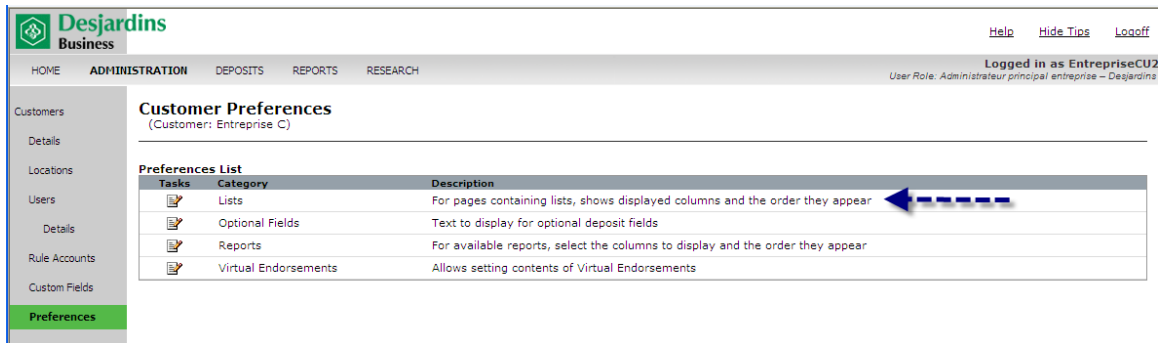 Desjardins
Business
Help Hide Tips Logoff
HOME ADMINISTRATION DEPOSITS REPORTS RESEARCH
Logged in as EntrepriseCU2
User Role: Administrateur principal entreprise – Desjardins
Customers
Details
Locations
Users
Details
Rule Accounts
Custom Fields
Preferences
Customer Preferences
(Customer: Entreprise C)
Preferences List
Tasks Category Description
Lists For pages containing lists, shows displayed columns and the order they appear
Optional Fields Text to display for optional deposit fields
Reports For available reports, select the columns to display and the order they appear
Virtual Endorsements Allows setting contents of Virtual Endorsements